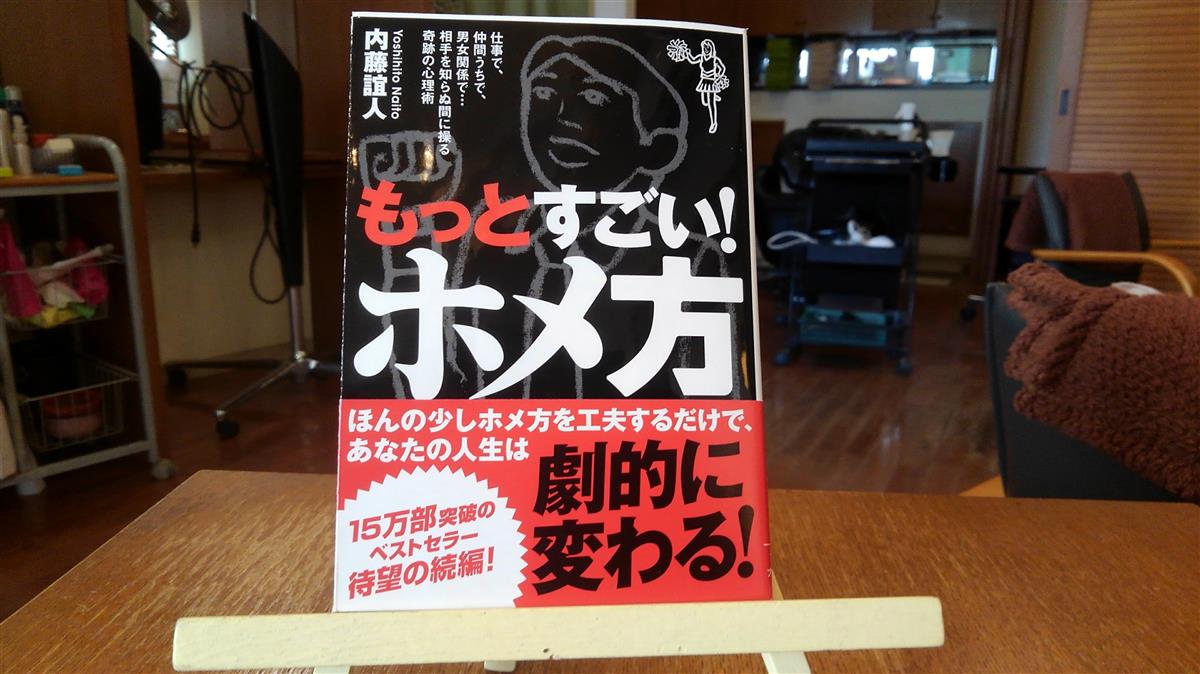 仕事で、
仲間うちで、
男女関係で…
相手を知らぬ間に操る
奇跡の心理術
Yoshihito Naito
内藤誼人
もっとすごい!
ホメ方
ほんの少しホメ方を工夫するだけで、
あなたの人生は
劇的に
変わる!
15万部突破の
ベストセラー
待望の続編!